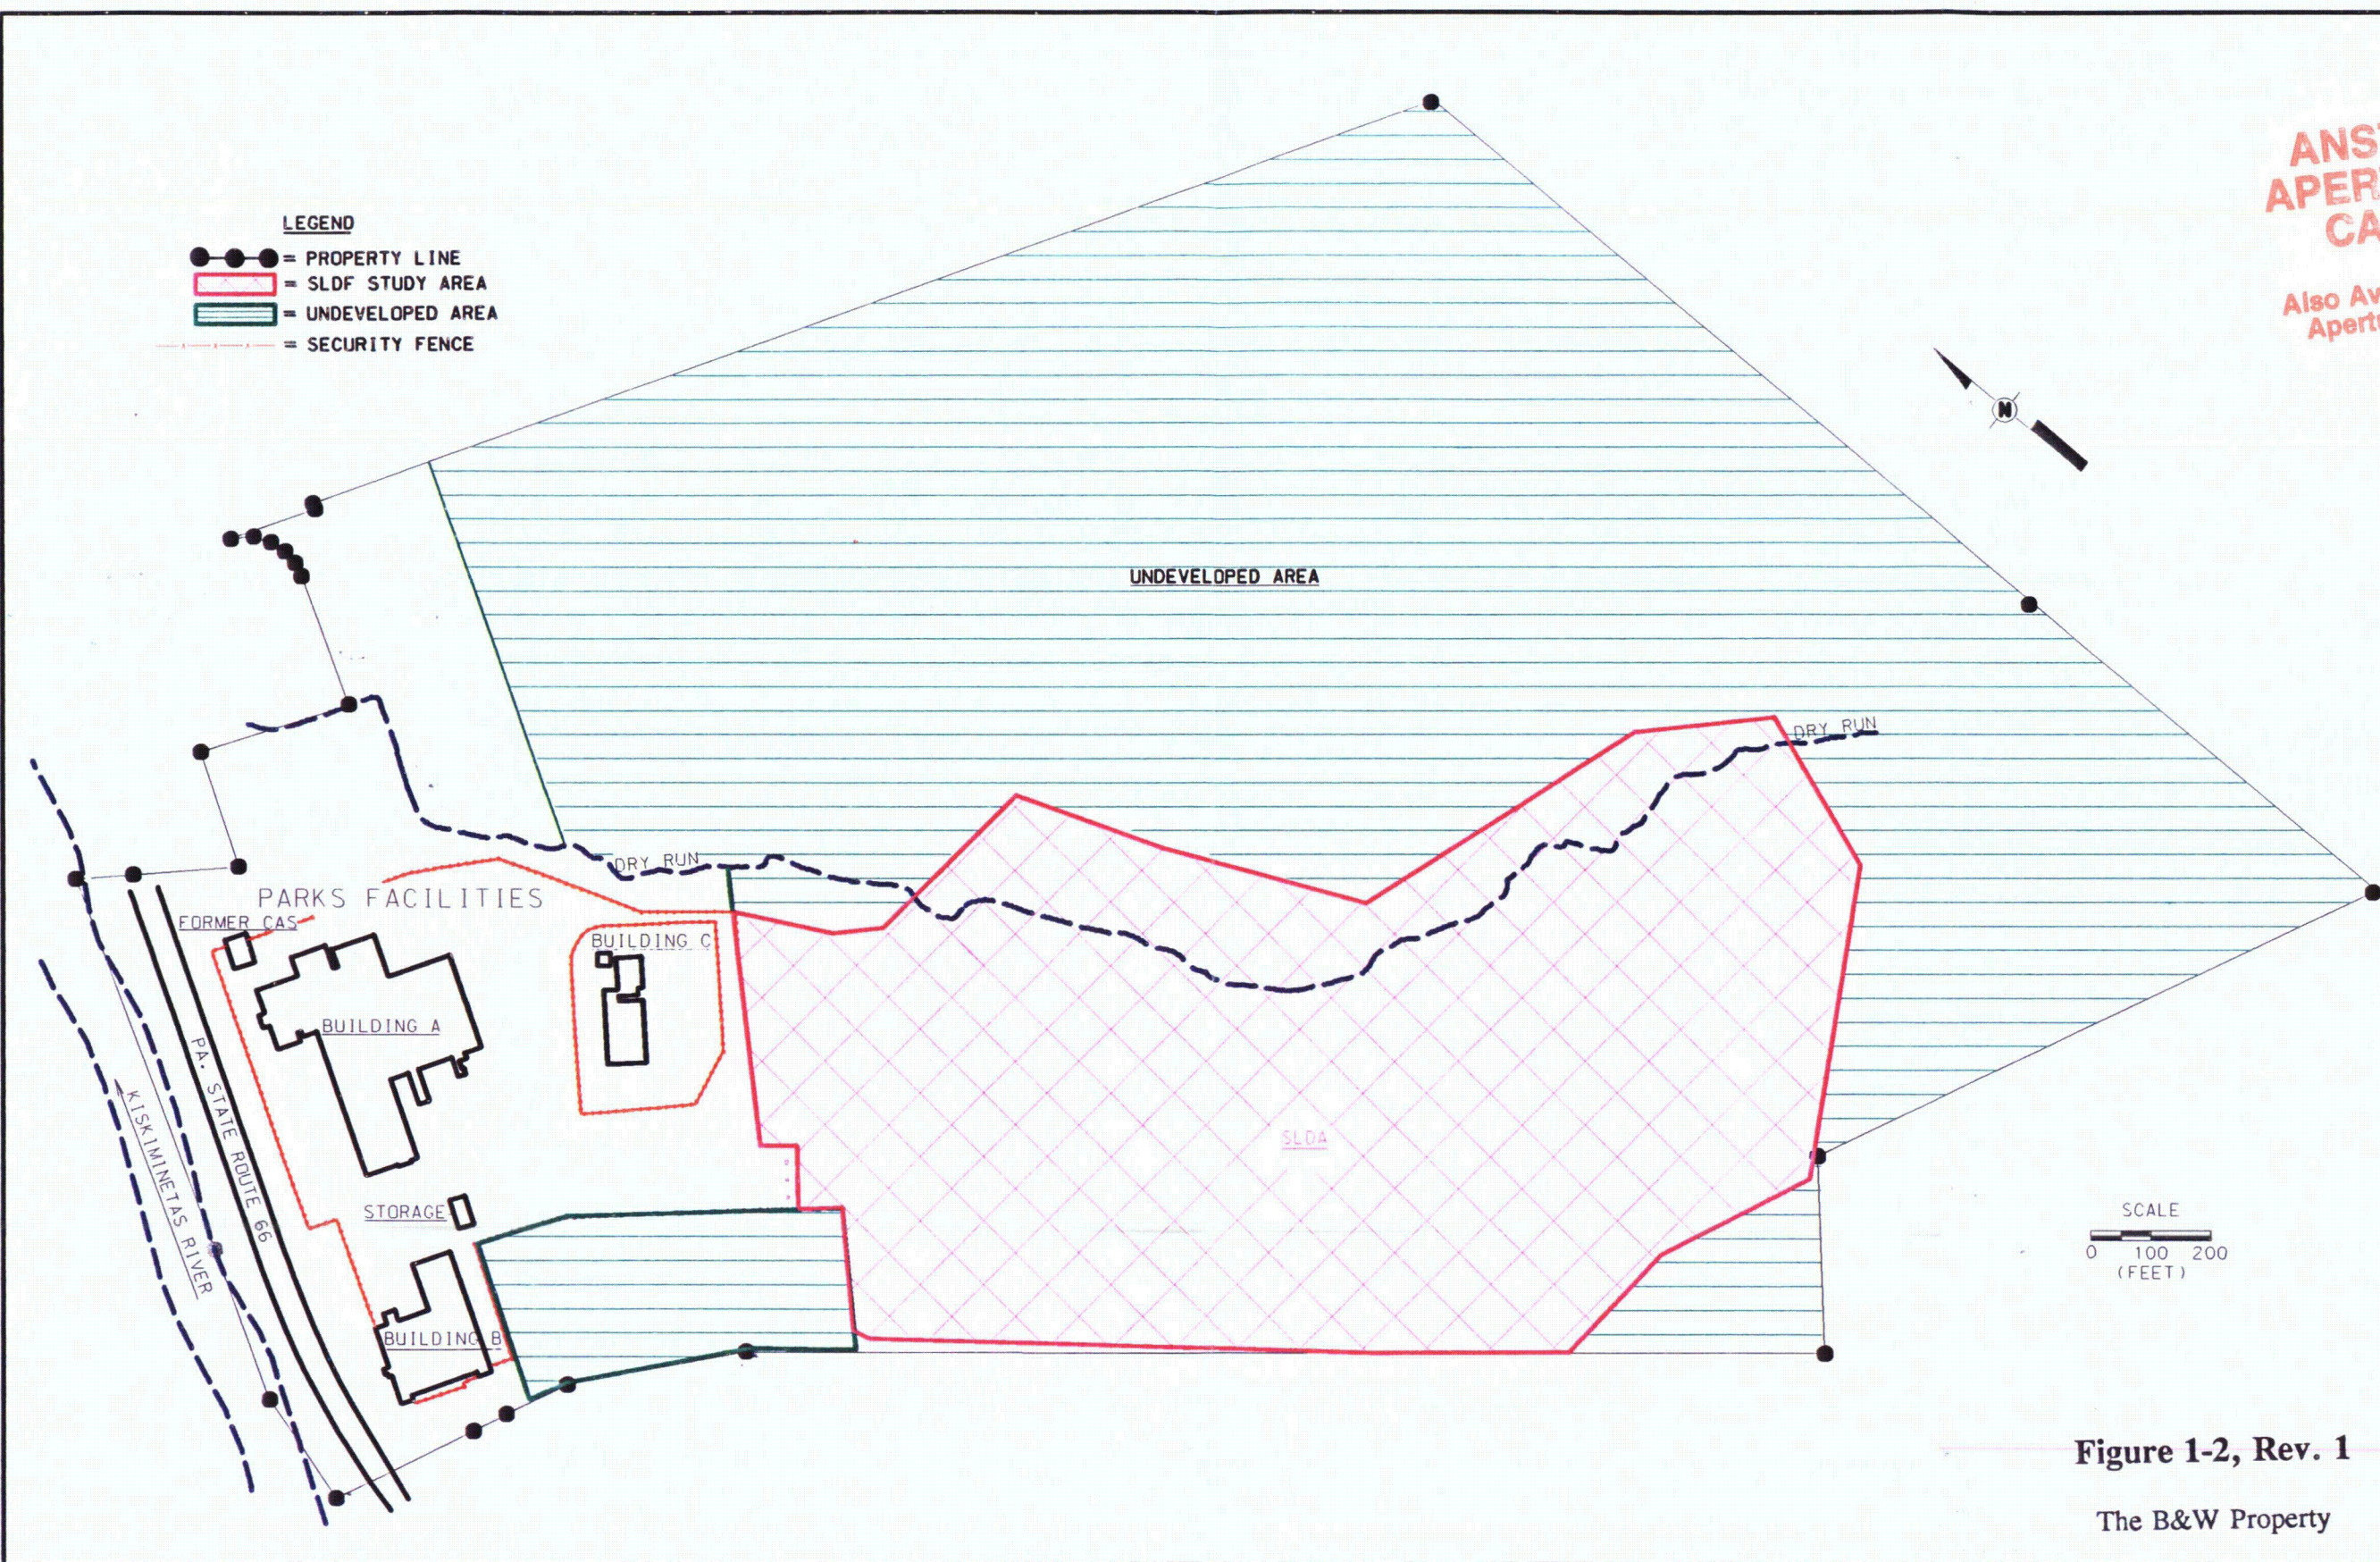 ANS
APER
CA
Also Av
Apert
LEGEND
= PROPERTY LINE
= SLDF STUDY AREA
= UNDEVELOPED AREA
= SECURITY FENCE
N
UNDEVELOPED AREA
DRY RUN
DRY RUN
PARKS FACILITIES
FORMER CAS
BUILDING C
BUILDING A
PA. STATE ROUTE 66
KISKIMINETAS RIVER
SLDA
STORAGE
BUILDING B
SCALE
0 100 200
(FEET)
Figure 1-2, Rev. 1
The B&W Property